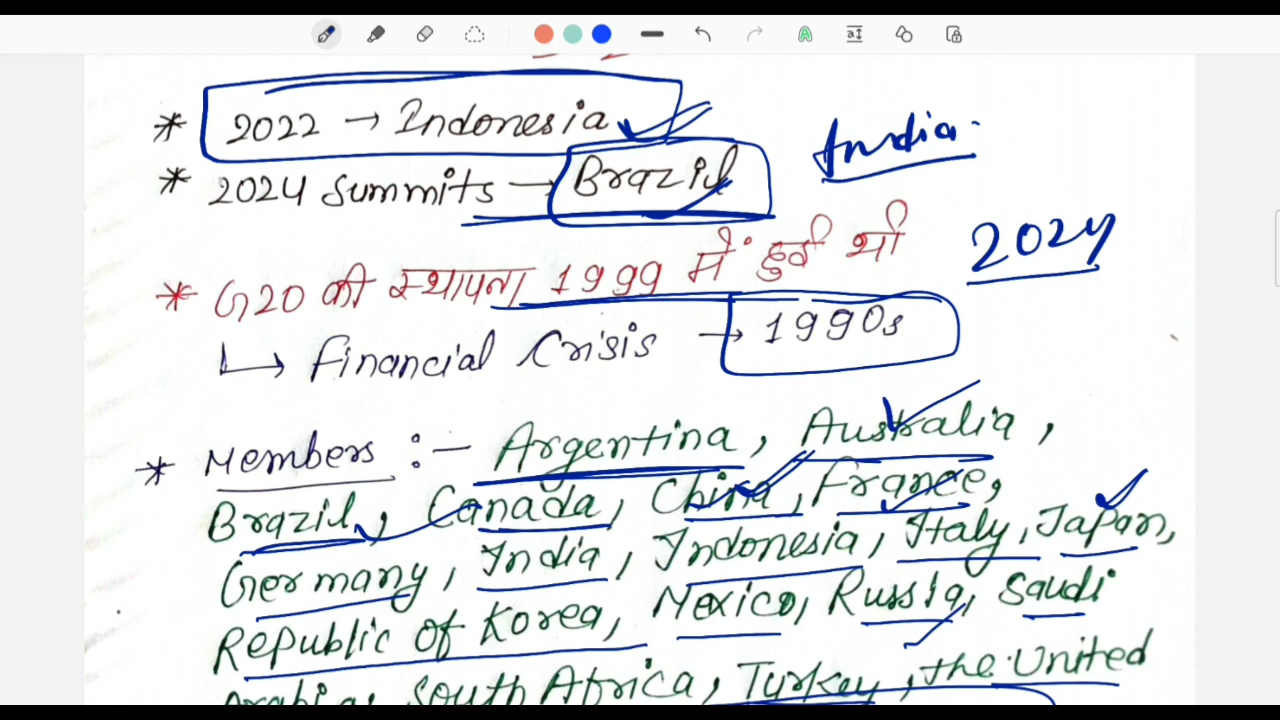 * 2022 → Indonesia
India.
* 2024 Summits → Brazil
* G20 की स्थापना 1999 में हुई थी
2024
↳ Financial Crisis → 1990s
* Members :- Argentina, Australia,
Brazil, Canada, China, France,
Germany, India, Indonesia, Italy, Japan,
Republic of Korea, Mexico, Russia, Saudi
Arabia, South Africa, Turkey, the United